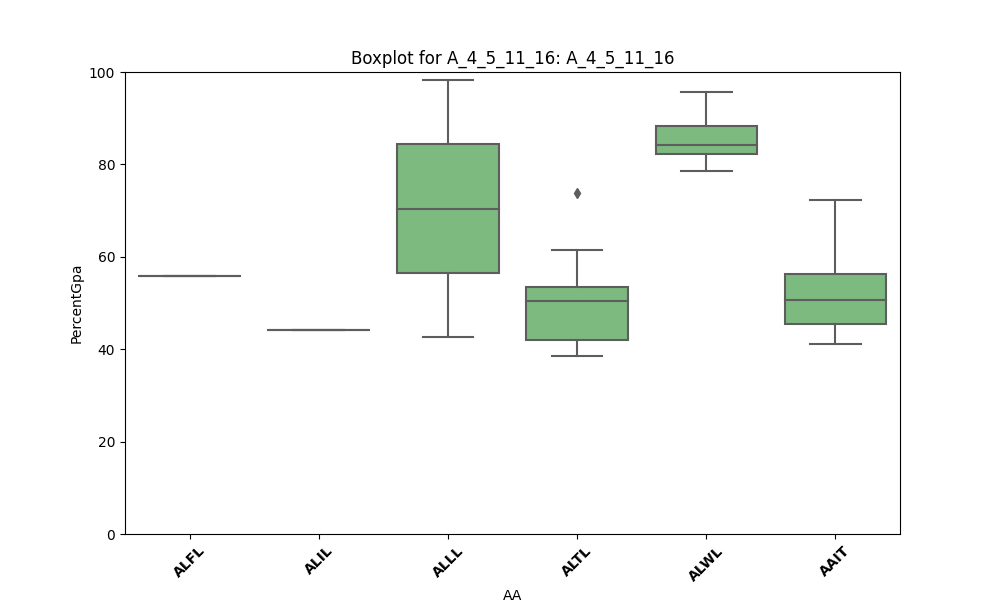 Boxplot for A_4_5_11_16: A_4_5_11_16
100
80
60
40
20
0
PercentGpa
ALFL
ALIL
ALLL
ALTL
ALWL
AAIT
AA